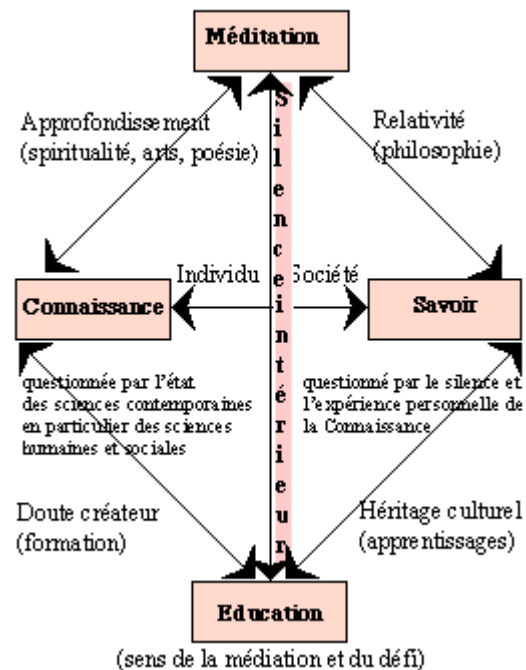 Méditation
Silence intérieur
Approfondissement
(spiritualité, arts, poésie)
Relativité
(philosophie)
Individu Société
Connaissance
Savoir
questionnée par l'état
des sciences contemporaines
en particulier des sciences
humaines et sociales
questionné par le silence et
l'expérience personnelle de
la Connaissance
Doute créateur
(formation)
Héritage culturel
(apprentissages)
Education
(sens de la médiation et du défi)